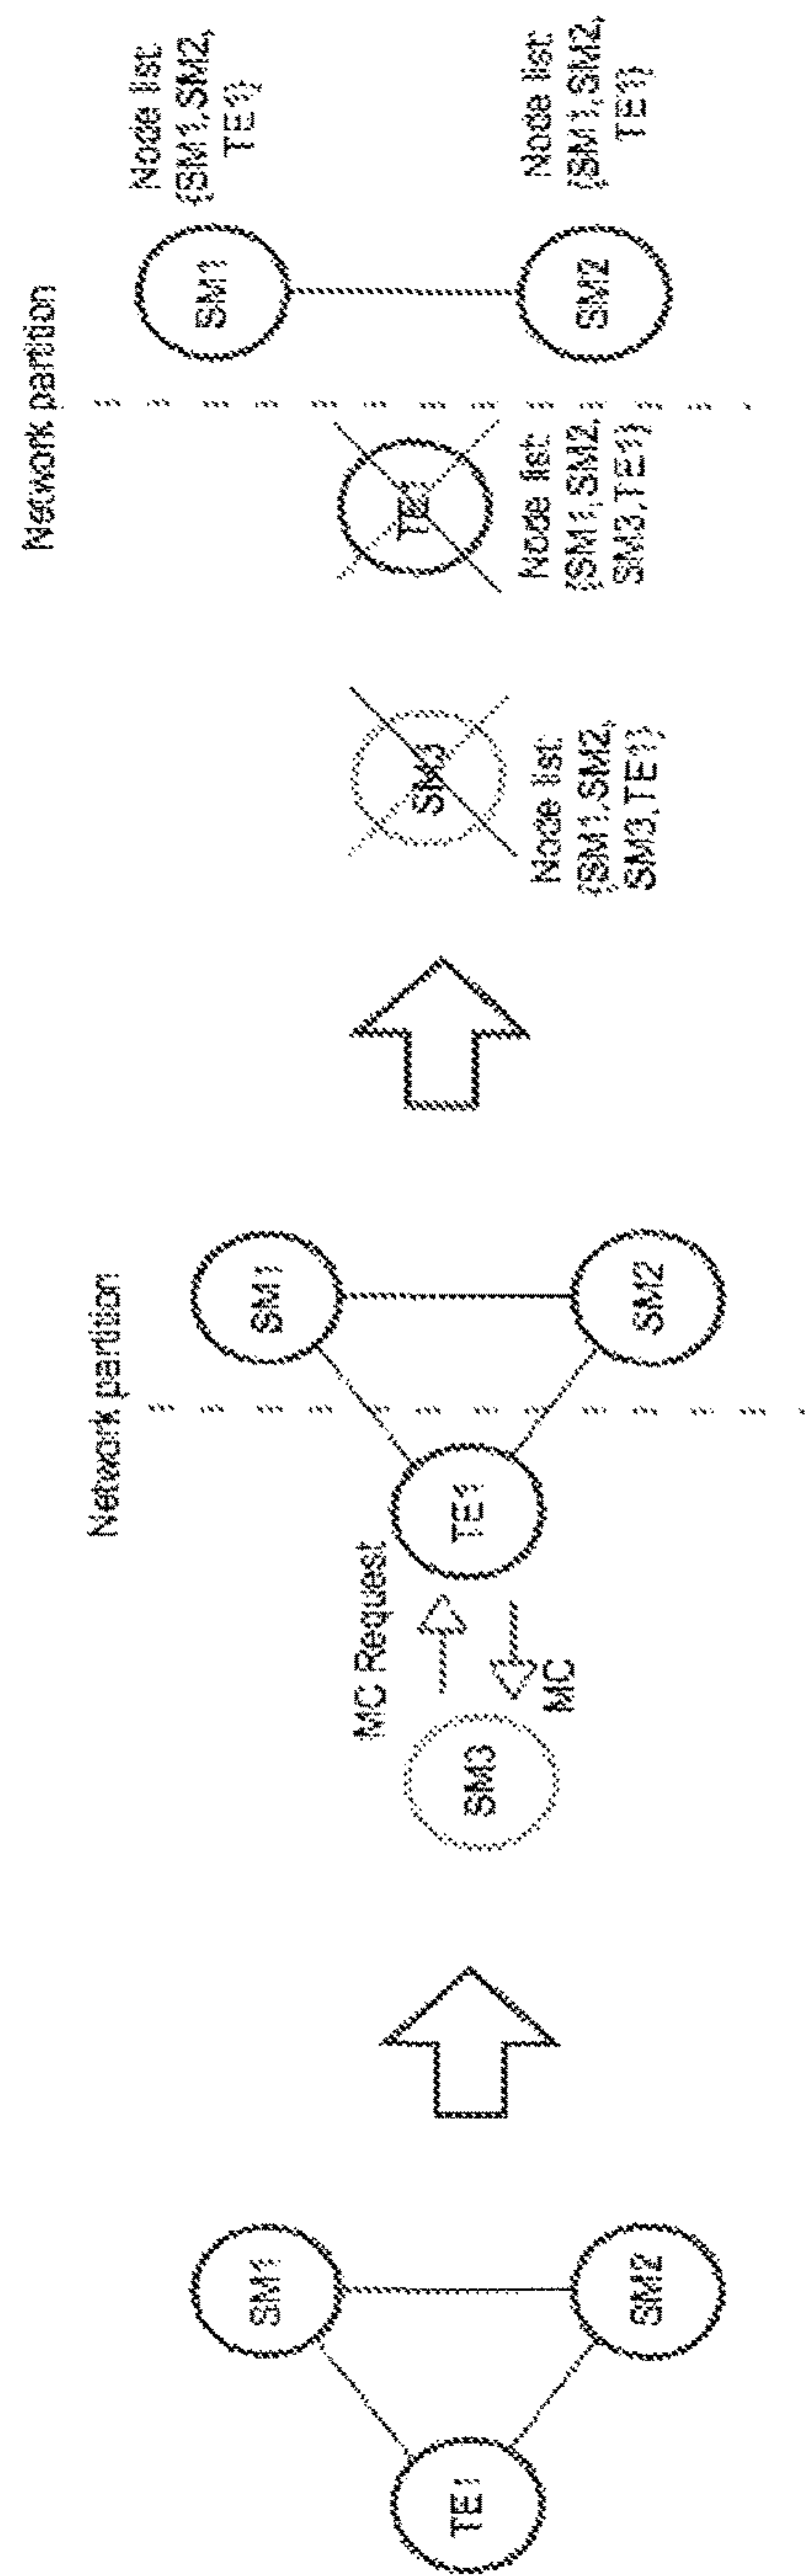 TE1
SM1
SM2
Network partition
SM3
MC Request
MC
TE1
SM1
SM2
Network partition
SM3
Node list:
{SM1,SM2,
SM3,TE1}
TE1
Node list:
{SM1,SM2,
SM3,TE1}
SM1
Node list:
{SM1,SM2,
TE1}
SM2
Node list:
{SM1,SM2,
TE1}